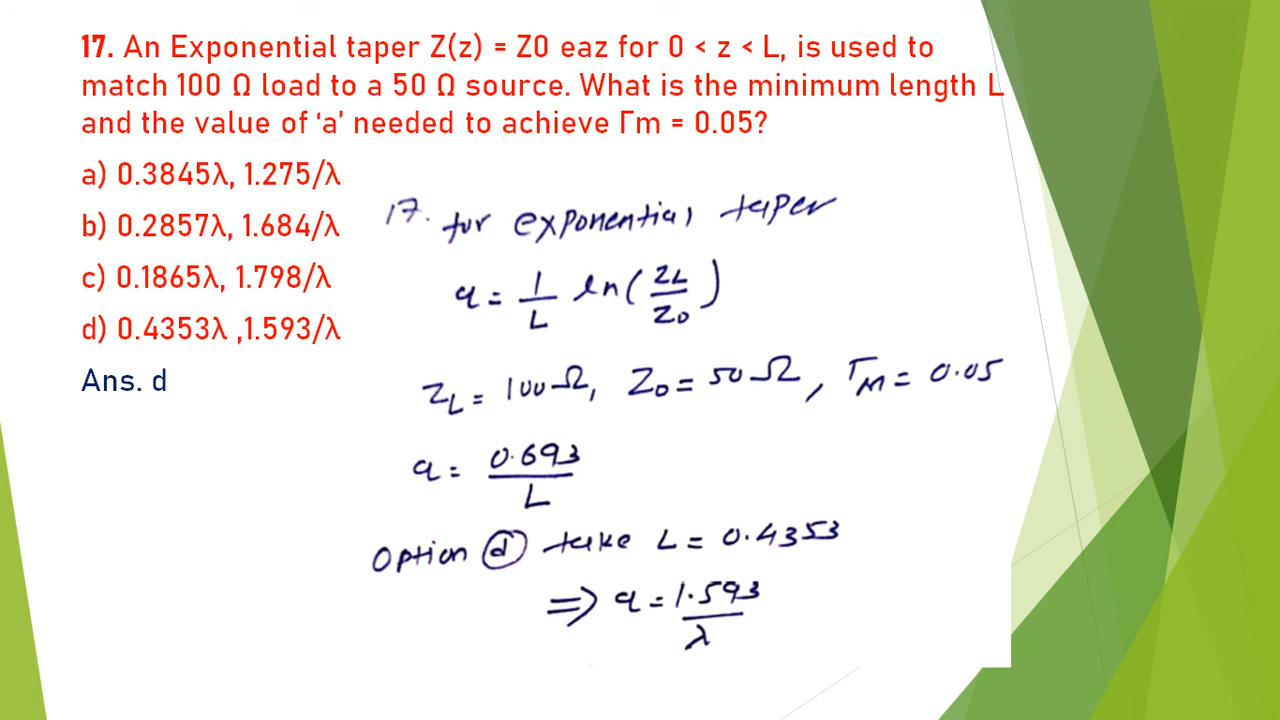 17. An Exponential taper Z(z) = Z0 eaz for 0 < z < L, is used to
match 100 Ω load to a 50 Ω source. What is the minimum length L
and the value of ‘a’ needed to achieve Γm = 0.05?
a) 0.3845λ, 1.275/λ
b) 0.2857λ, 1.684/λ
c) 0.1865λ, 1.798/λ
d) 0.4353λ ,1.593/λ
Ans. d
17. for exponential taper
a = 1/L ln(ZL/Z0)
ZL = 100Ω, Z0 = 50Ω, ΓM = 0.05
a = 0.693/L
Option d take L = 0.4353
⇒ a = 1.593/λ